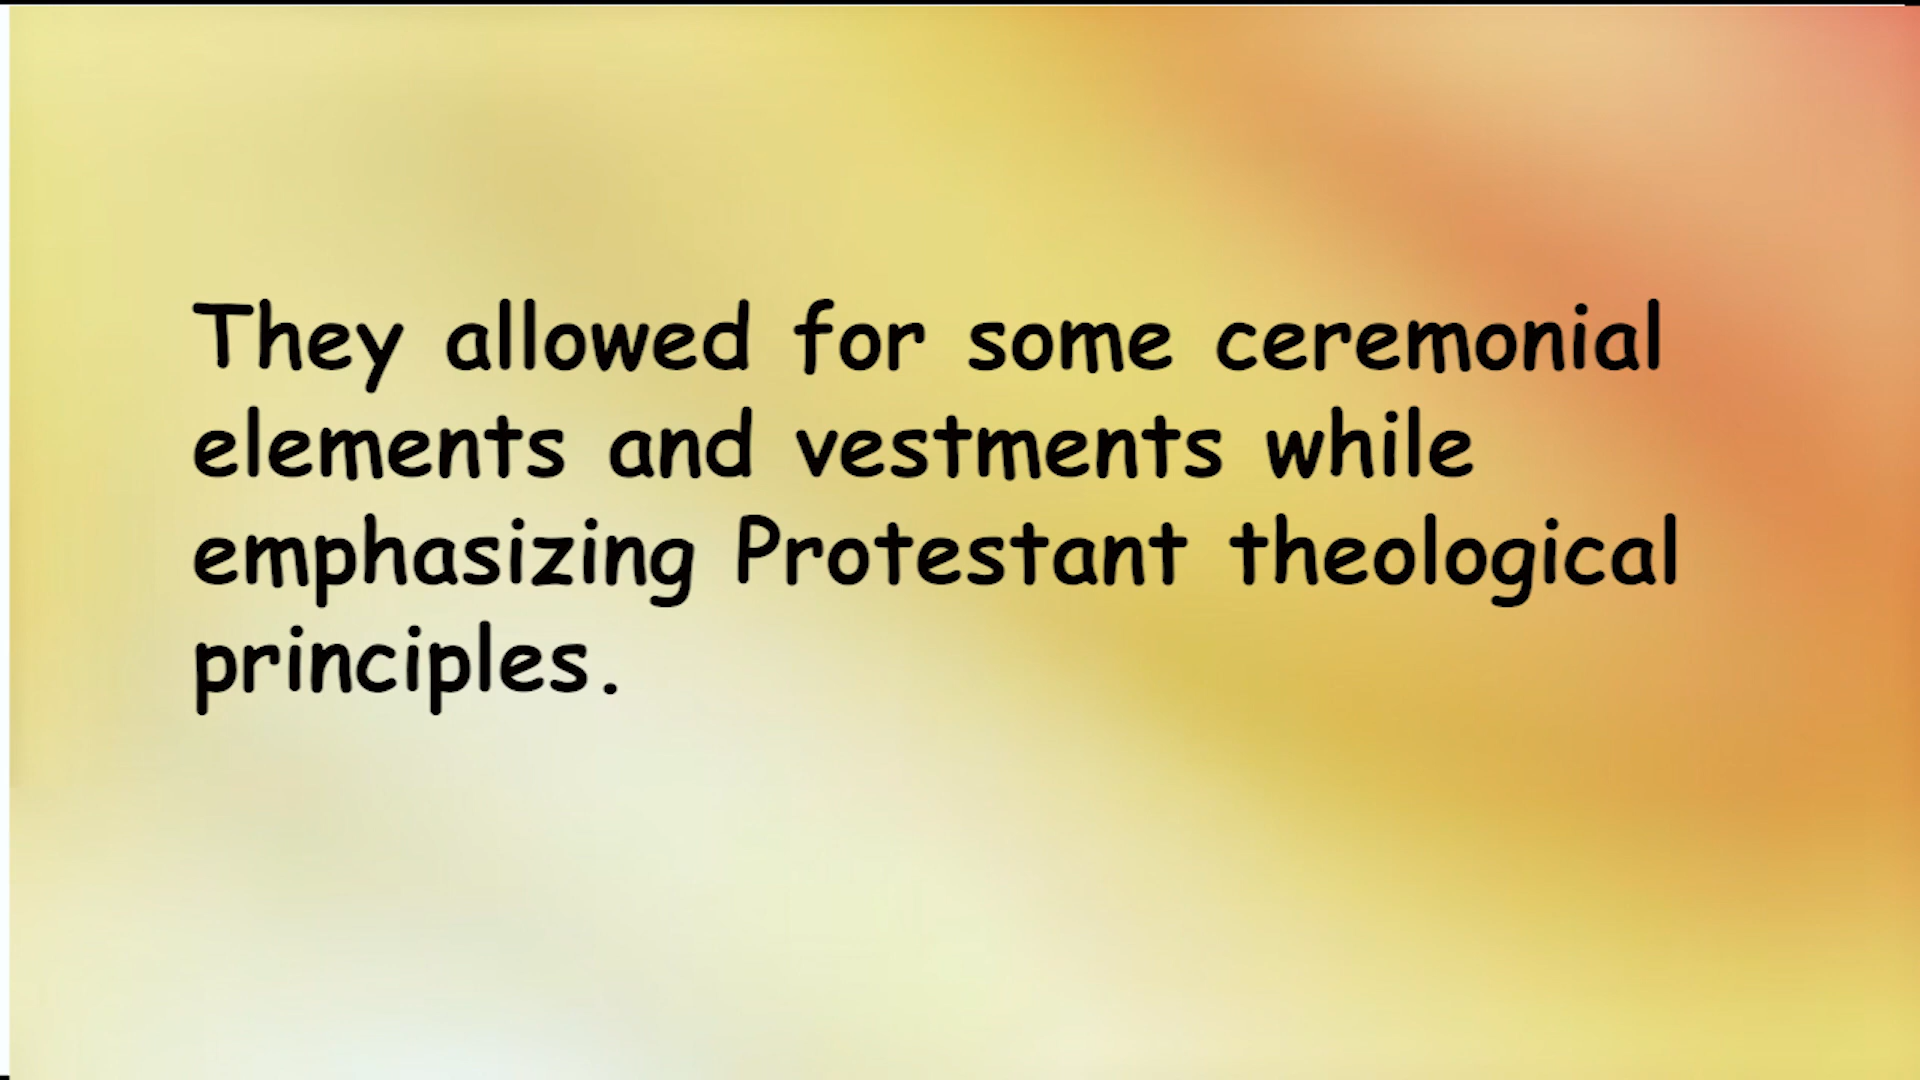 They allowed for some ceremonial
elements and vestments while
emphasizing Protestant theological
principles.